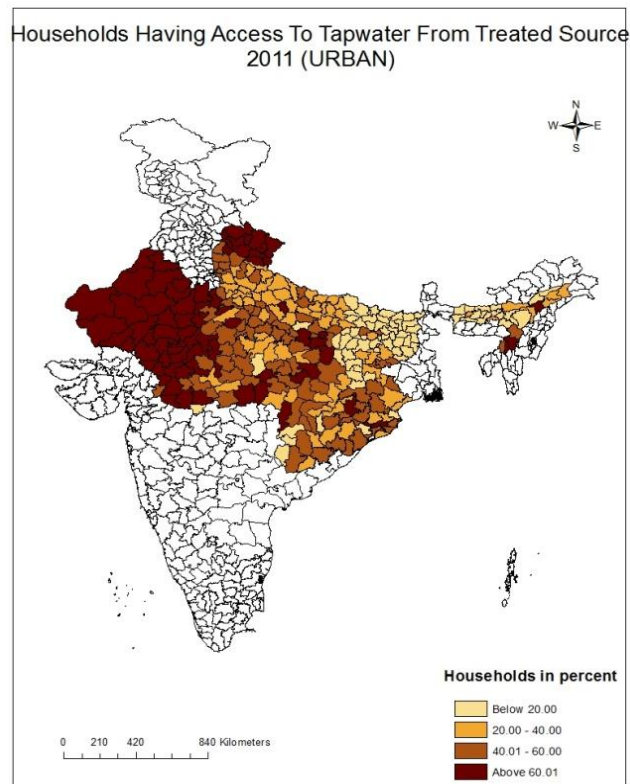 Households Having Access To Tapwater From Treated Source
2011 (URBAN)
N
W E
S
Households in percent
Below 20.00
20.00 - 40.00
40.01 - 60.00
Above 60.01
0 210 420 840 Kilometers